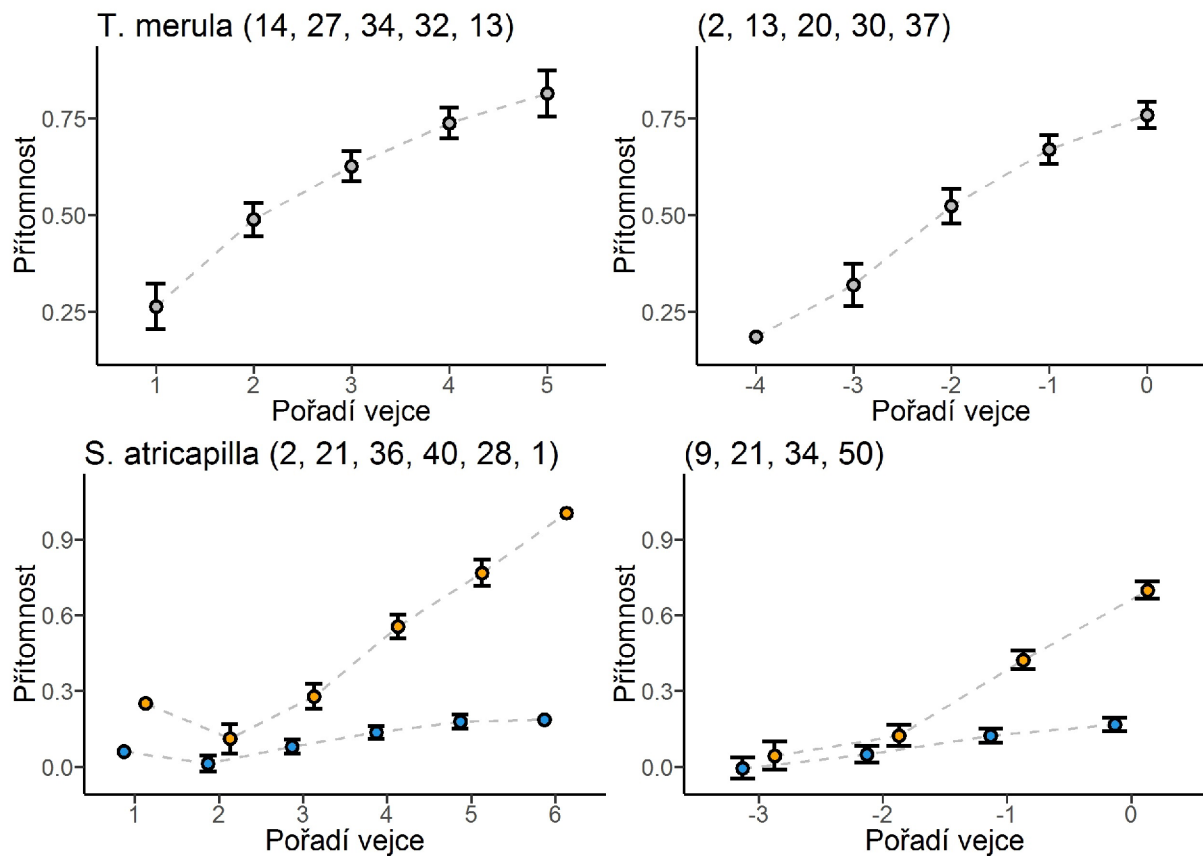 T. merula (14, 27, 34, 32, 13)
Přítomnost
0.75
0.50
0.25
1 2 3 4 5
Pořadí vejce
(2, 13, 20, 30, 37)
Přítomnost
0.75
0.50
0.25
-4 -3 -2 -1 0
Pořadí vejce
S. atricapilla (2, 21, 36, 40, 28, 1)
Přítomnost
0.9
0.6
0.3
0.0
1 2 3 4 5 6
Pořadí vejce
(9, 21, 34, 50)
Přítomnost
0.9
0.6
0.3
0.0
-3 -2 -1 0
Pořadí vejce